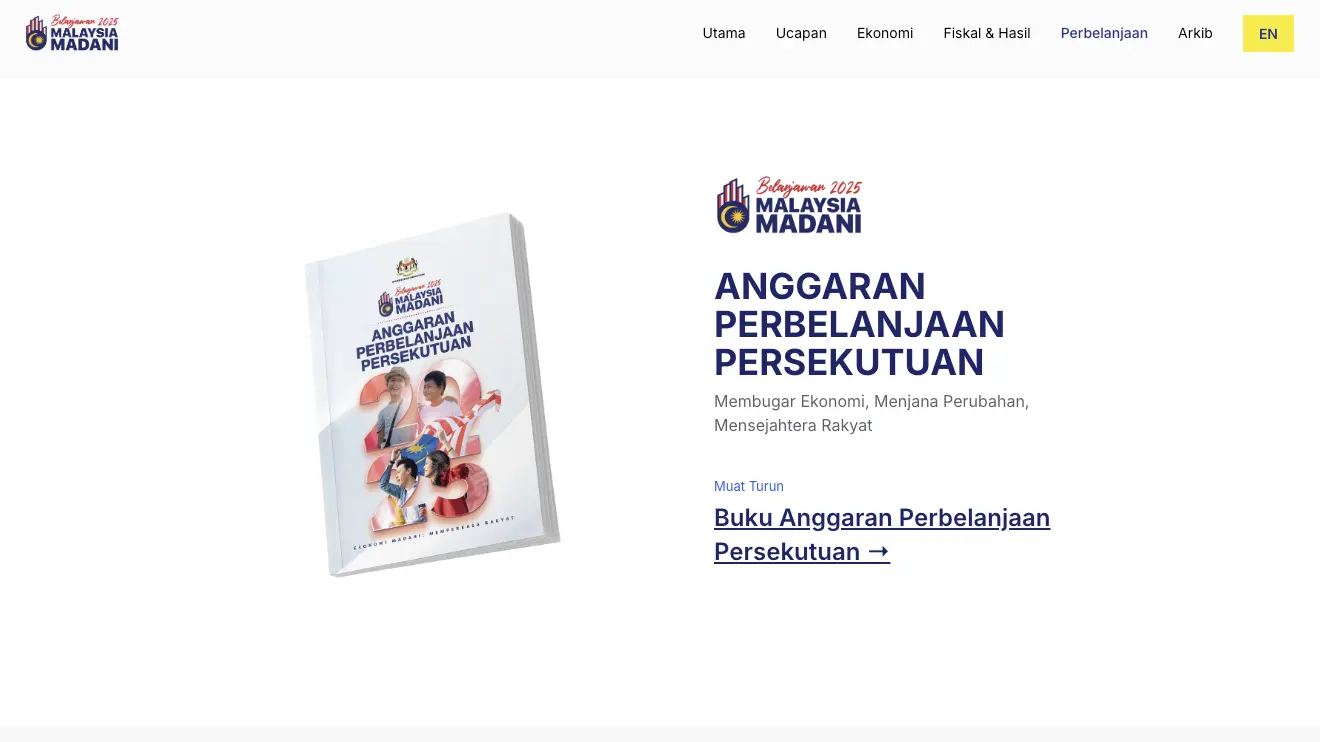 Belanjawan 2025
MALAYSIA
MADANI
Utama
Ucapan
Ekonomi
Fiskal & Hasil
Perbelanjaan
Arkib
EN
Belanjawan 2025
MALAYSIA
MADANI
ANGGARAN
PERBELANJAAN
PERSEKUTUAN
2025
EKONOMI MADANI, MEMPERKASA RAKYAT
Belanjawan 2025
MALAYSIA
MADANI
ANGGARAN
PERBELANJAAN
PERSEKUTUAN
Membugar Ekonomi, Menjana Perubahan,
Mensejahtera Rakyat
Muat Turun
Buku Anggaran Perbelanjaan
Persekutuan →